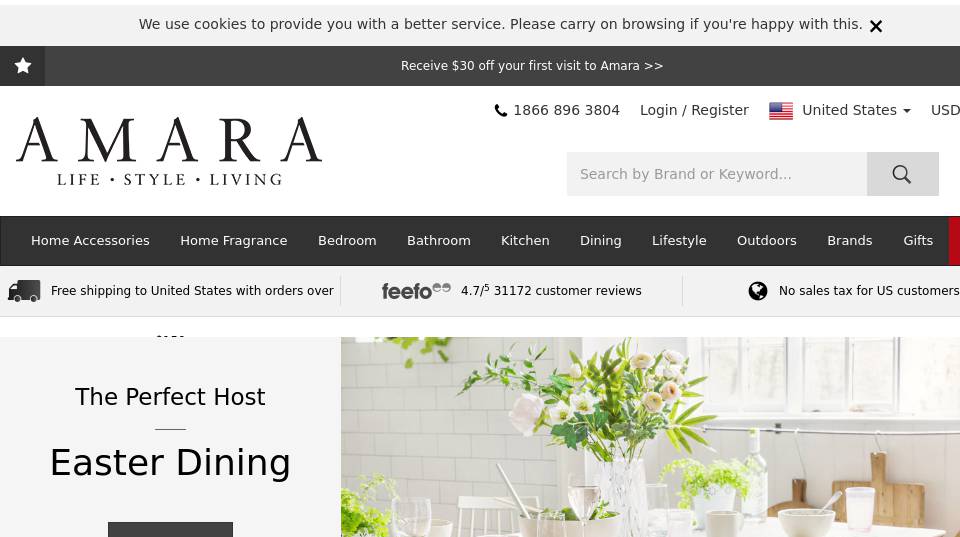 We use cookies to provide you with a better service. Please carry on browsing if you're happy with this.
Receive $30 off your first visit to Amara >>
1866 896 3804 Login / Register United States USD
AMARA
LIFE • STYLE • LIVING
Search by Brand or Keyword...
Home Accessories Home Fragrance Bedroom Bathroom Kitchen Dining Lifestyle Outdoors Brands Gifts
Free shipping to United States with orders over
feefo 4.7/5 31172 customer reviews
No sales tax for US customers
The Perfect Host
Easter Dining